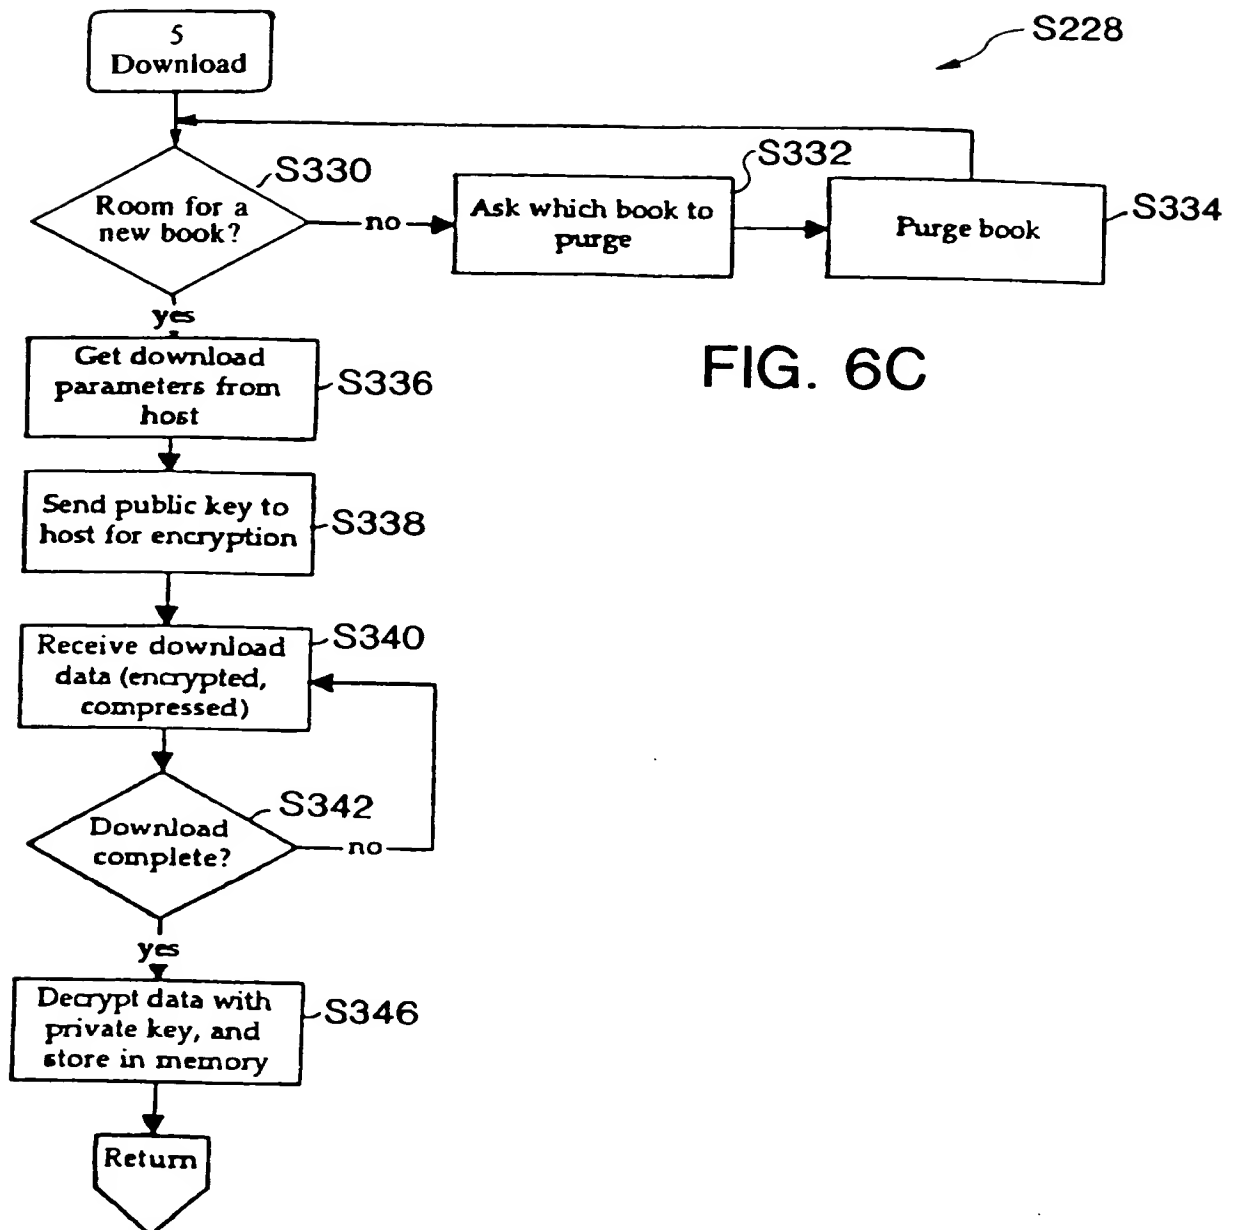 5
Download
S228
S330
Room for a
new book?
no
S332
Ask which book to
purge
S334
Purge book
yes
FIG. 6C
Get download
parameters from
host
S336
Send public key to
host for encryption
S338
Receive download
data (encrypted,
compressed)
S340
S342
Download
complete?
no
yes
Decrypt data with
private key, and
store in memory
S346
Return